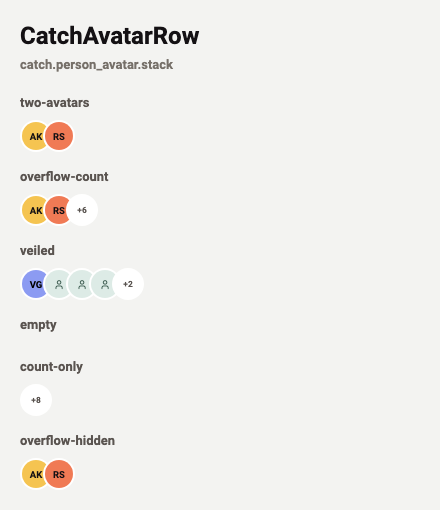 CatchAvatarRow
catch.person_avatar.stack
two-avatars
AK RS
overflow-count
AK RS +6
veiled
VG +2
empty
count-only
+8
overflow-hidden
AK RS